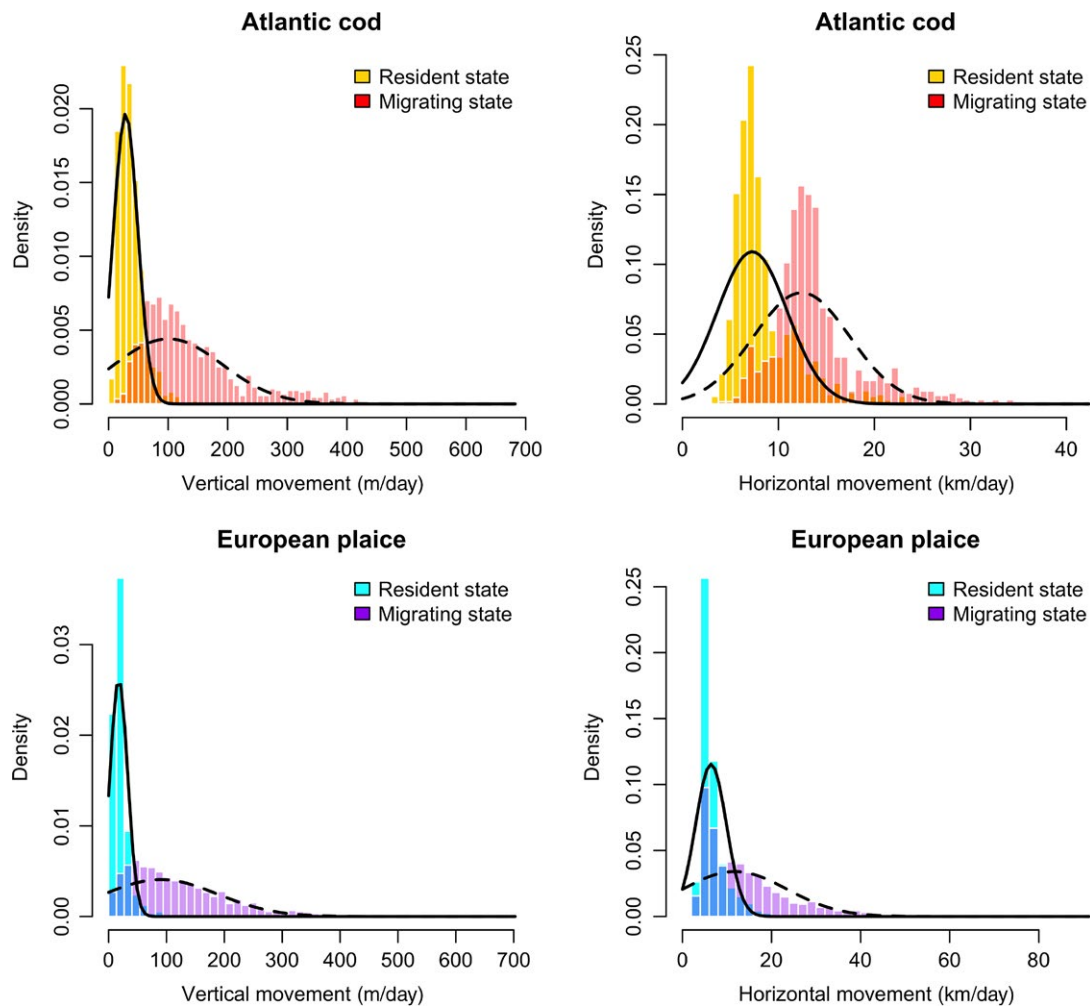 Atlantic cod
Resident state
Migrating state
0.020
0.015
0.010
0.005
0.000
Density
0 100 200 300 400 500 600 700
Vertical movement (m/day)
Atlantic cod
Resident state
Migrating state
0.25
0.20
0.15
0.10
0.05
0.00
Density
0 10 20 30 40
Horizontal movement (km/day)
European plaice
Resident state
Migrating state
0.03
0.02
0.01
0.00
Density
0 100 200 300 400 500 600 700
Vertical movement (m/day)
European plaice
Resident state
Migrating state
0.25
0.20
0.15
0.10
0.05
0.00
Density
0 20 40 60 80
Horizontal movement (km/day)